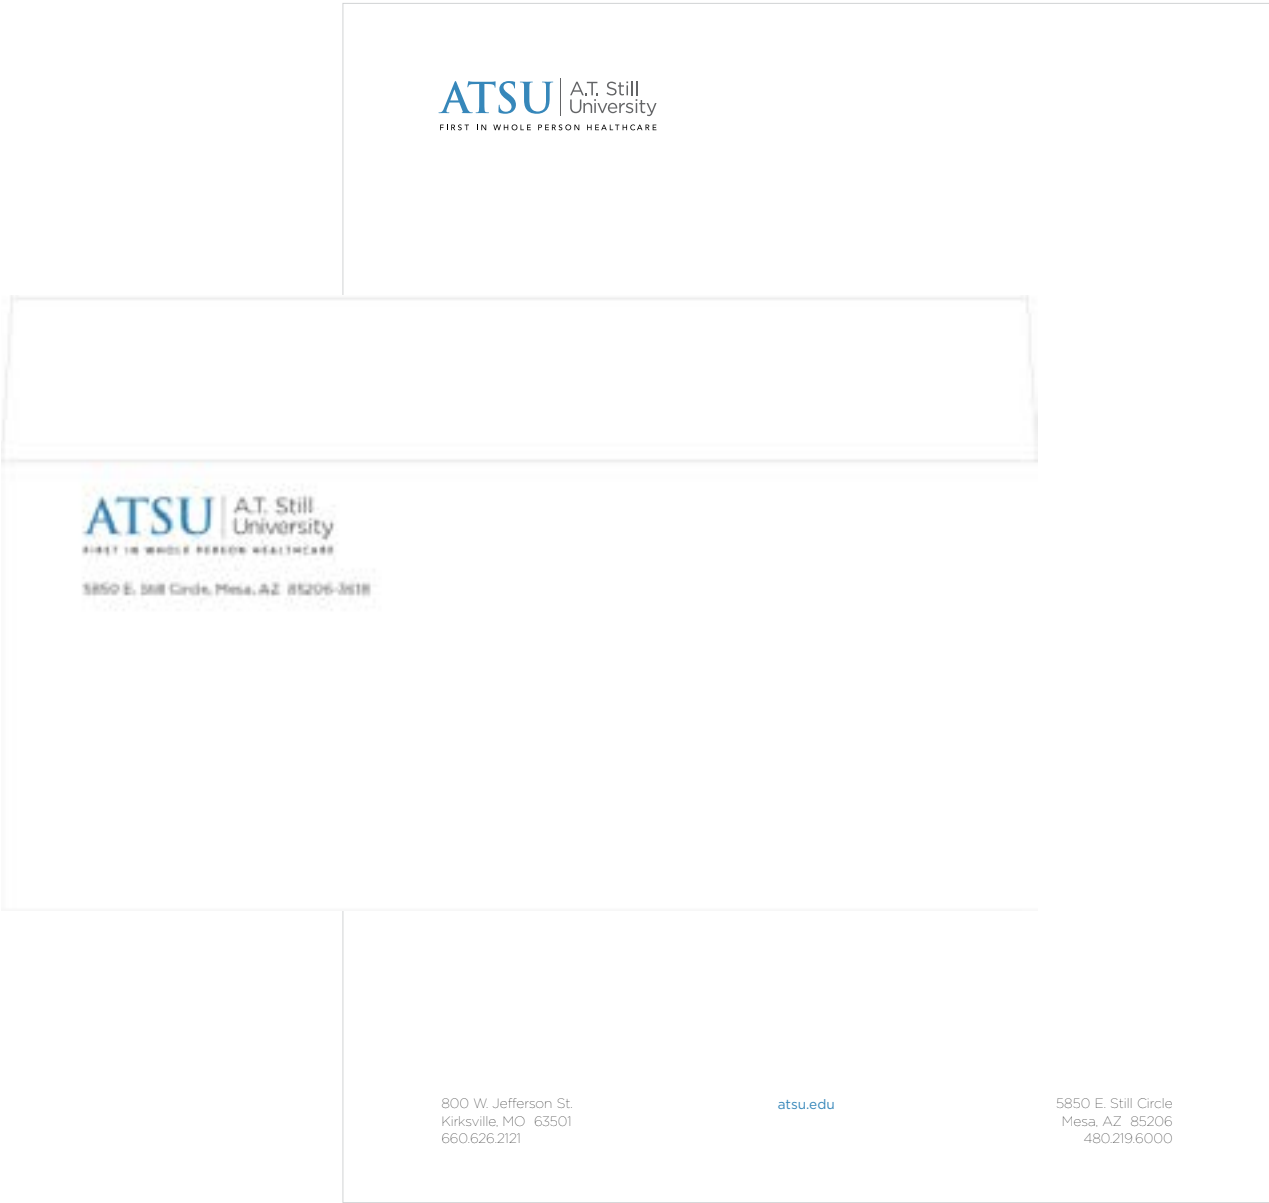 ATSU A.T. Still
University
FIRST IN WHOLE PERSON HEALTHCARE
ATSU A.T. Still
University
FIRST IN WHOLE PERSON HEALTHCARE
5850 E. Still Circle, Mesa, AZ 85206-3618
800 W. Jefferson St.
Kirksville, MO 63501
660.626.2121
atsu.edu
5850 E. Still Circle
Mesa, AZ 85206
480.219.6000